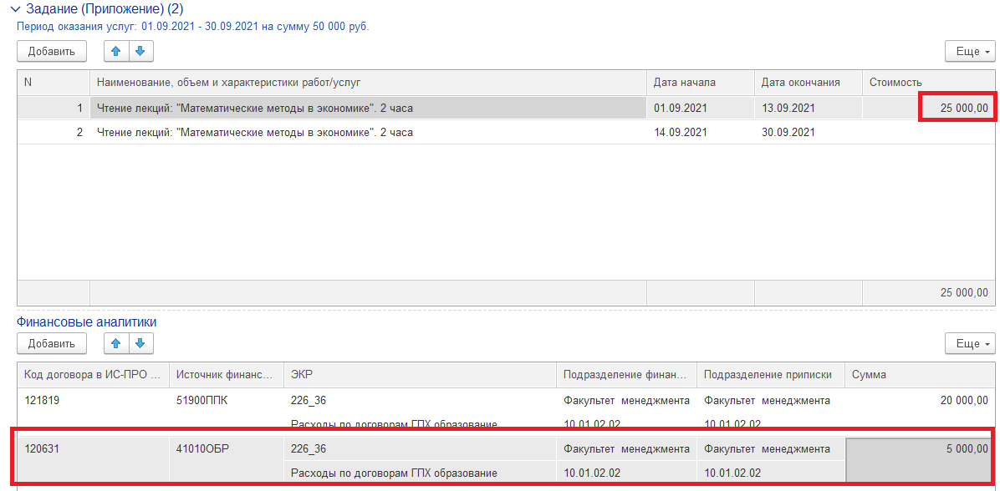 Задание (Приложение) (2)
Период оказания услуг: 01.09.2021 - 30.09.2021 на сумму 50 000 руб.
Добавить Еще
N Наименование, объем и характеристики работ/услуг Дата начала Дата окончания Стоимость
1 Чтение лекций: "Математические методы в экономике". 2 часа 01.09.2021 13.09.2021 25 000,00
2 Чтение лекций: "Математические методы в экономике". 2 часа 14.09.2021 30.09.2021
25 000,00
Финансовые аналитики
Добавить Еще
Код договора в ИС-ПРО ... Источник финанс... ЭКР Подразделение финан... Подразделение приписки Сумма
121819 51900ППК 226_36 Факультет менеджмента Факультет менеджмента 20 000,00
Расходы по договорам ГПХ образование 10.01.02.02 10.01.02.02
120631 41010ОБР 226_36 Факультет менеджмента Факультет менеджмента 5 000,00
Расходы по договорам ГПХ образование 10.01.02.02 10.01.02.02